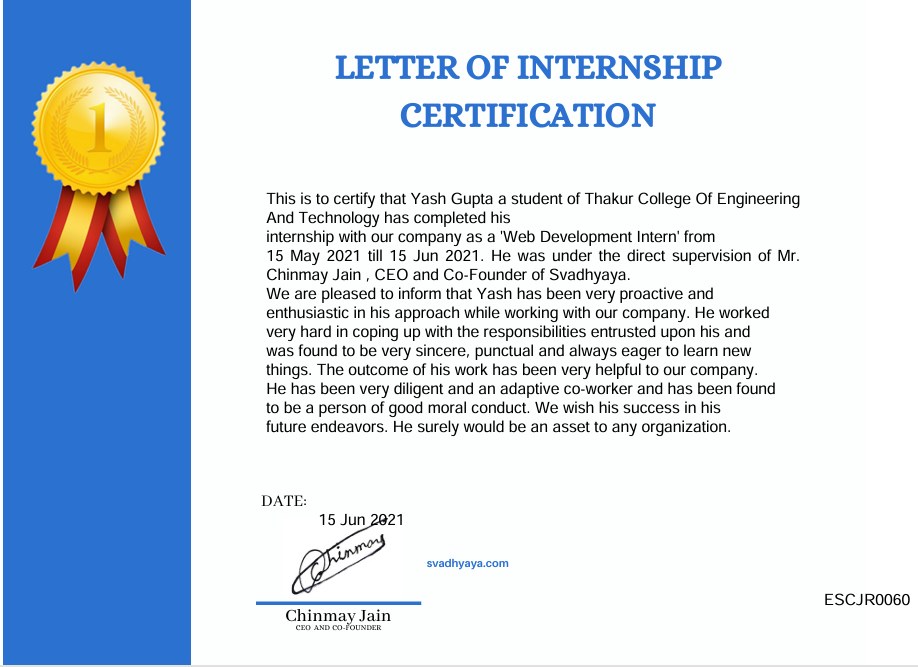 1
LETTER OF INTERNSHIP
CERTIFICATION
This is to certify that Yash Gupta a student of Thakur College Of Engineering
And Technology has completed his
internship with our company as a 'Web Development Intern' from
15 May 2021 till 15 Jun 2021. He was under the direct supervision of Mr.
Chinmay Jain , CEO and Co-Founder of Svadhyaya.
We are pleased to inform that Yash has been very proactive and
enthusiastic in his approach while working with our company. He worked
very hard in coping up with the responsibilities entrusted upon his and
was found to be very sincere, punctual and always eager to learn new
things. The outcome of his work has been very helpful to our company.
He has been very diligent and an adaptive co-worker and has been found
to be a person of good moral conduct. We wish his success in his
future endeavors. He surely would be an asset to any organization.
DATE:
15 Jun 2021
Chinmay
svadhyaya.com
ESCJR0060
Chinmay Jain
CEO AND CO-FOUNDER